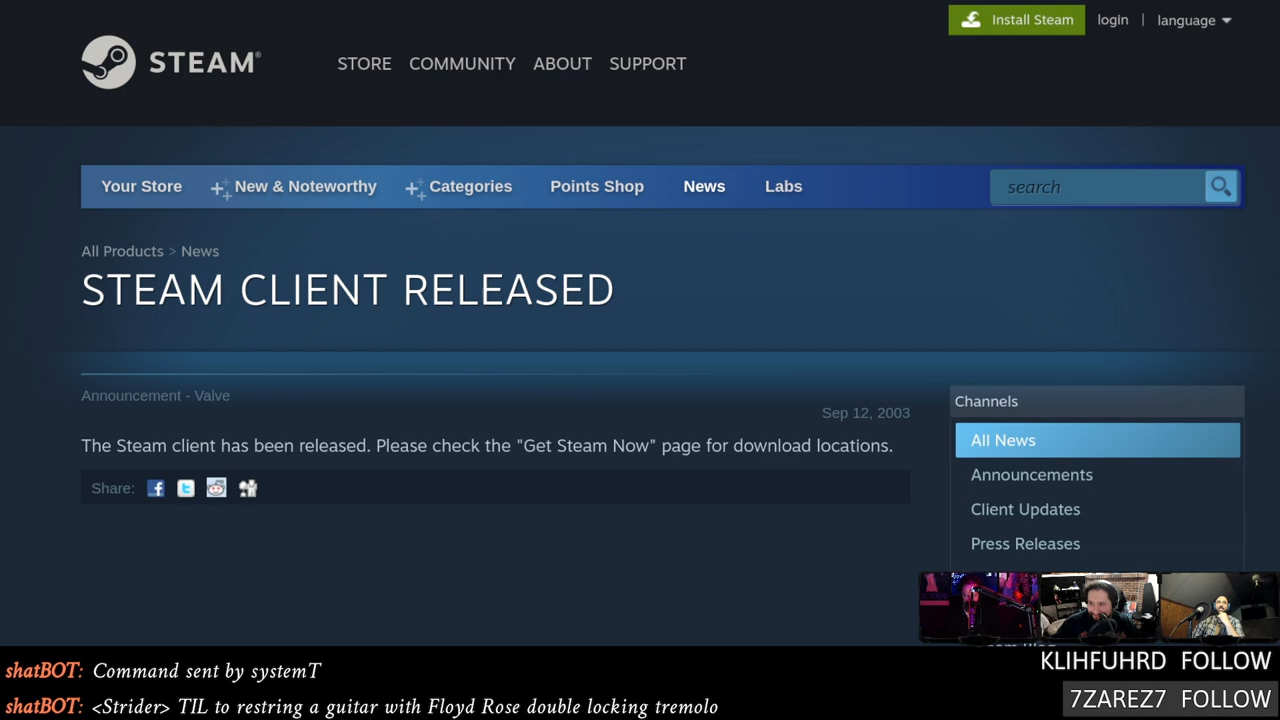 Install Steam login | language
STEAM®
STORE COMMUNITY ABOUT SUPPORT
Your Store New & Noteworthy Categories Points Shop News Labs search
All Products > News
STEAM CLIENT RELEASED
Announcement - Valve
Sep 12, 2003
The Steam client has been released. Please check the "Get Steam Now" page for download locations.
Share:
Channels
All News
Announcements
Client Updates
Press Releases
shatBOT: Command sent by systemT
shatBOT: <Strider> TIL to restring a guitar with Floyd Rose double locking tremolo
KLIHFUHRD FOLLOW
7ZAREZ7 FOLLOW